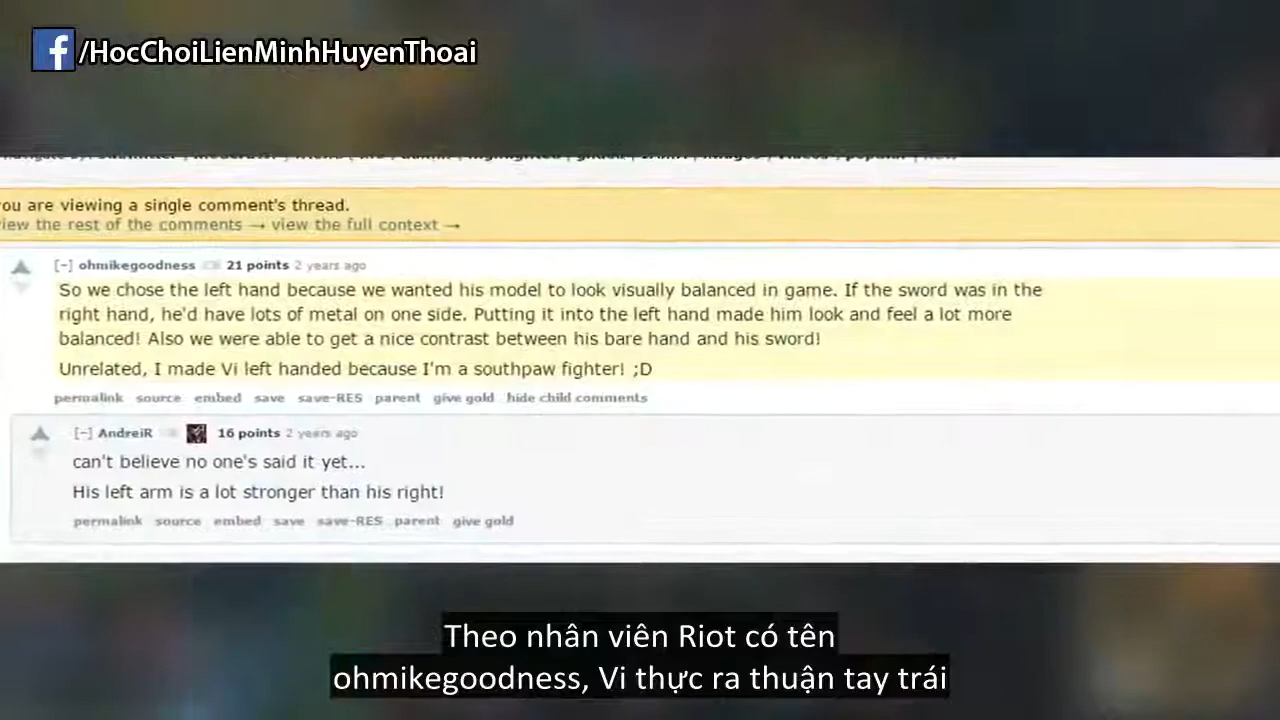 /HocChoiLienMinhHuyenThoai
ou are viewing a single comment's thread.
iew the rest of the comments → view the full context →
[–] ohmikegoodness 21 points 2 years ago
So we chose the left hand because we wanted his model to look visually balanced in game. If the sword was in the
right hand, he'd have lots of metal on one side. Putting it into the left hand made him look and feel a lot more
balanced! Also we were able to get a nice contrast between his bare hand and his sword!
Unrelated, I made Vi left handed because I'm a southpaw fighter! ;D
permalink source embed save save-RES parent give gold hide child comments
[–] AndreiR 16 points 2 years ago
can't believe no one's said it yet...
His left arm is a lot stronger than his right!
permalink source embed save save-RES parent give gold
Theo nhân viên Riot có tên
ohmikegoodness, Vi thực ra thuận tay trái